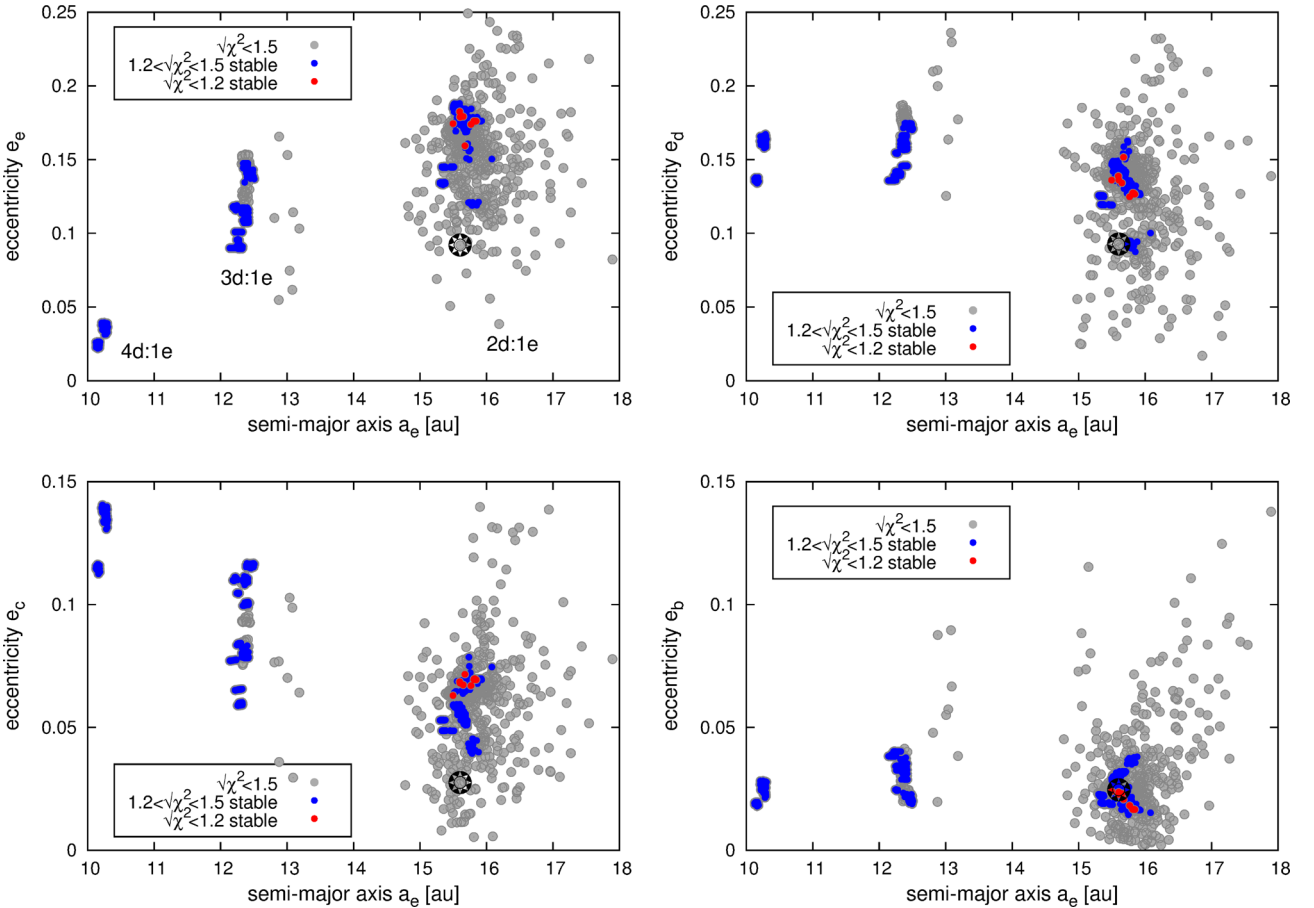 0.25
0.2
0.15
0.1
0.05
0
eccentricity e_e
√χ²<1.5
1.2<√χ²<1.5 stable
√χ²<1.2 stable
3d:1e
4d:1e
2d:1e
10 11 12 13 14 15 16 17 18
semi-major axis a_e [au]
0.25
0.2
0.15
0.1
0.05
0
eccentricity e_d
√χ²<1.5
1.2<√χ²<1.5 stable
√χ²<1.2 stable
10 11 12 13 14 15 16 17 18
semi-major axis a_e [au]
0.15
0.1
0.05
0
eccentricity e_c
√χ²<1.5
1.2<√χ²<1.5 stable
√χ²<1.2 stable
10 11 12 13 14 15 16 17 18
semi-major axis a_e [au]
0.15
0.1
0.05
0
eccentricity e_b
√χ²<1.5
1.2<√χ²<1.5 stable
√χ²<1.2 stable
10 11 12 13 14 15 16 17 18
semi-major axis a_e [au]